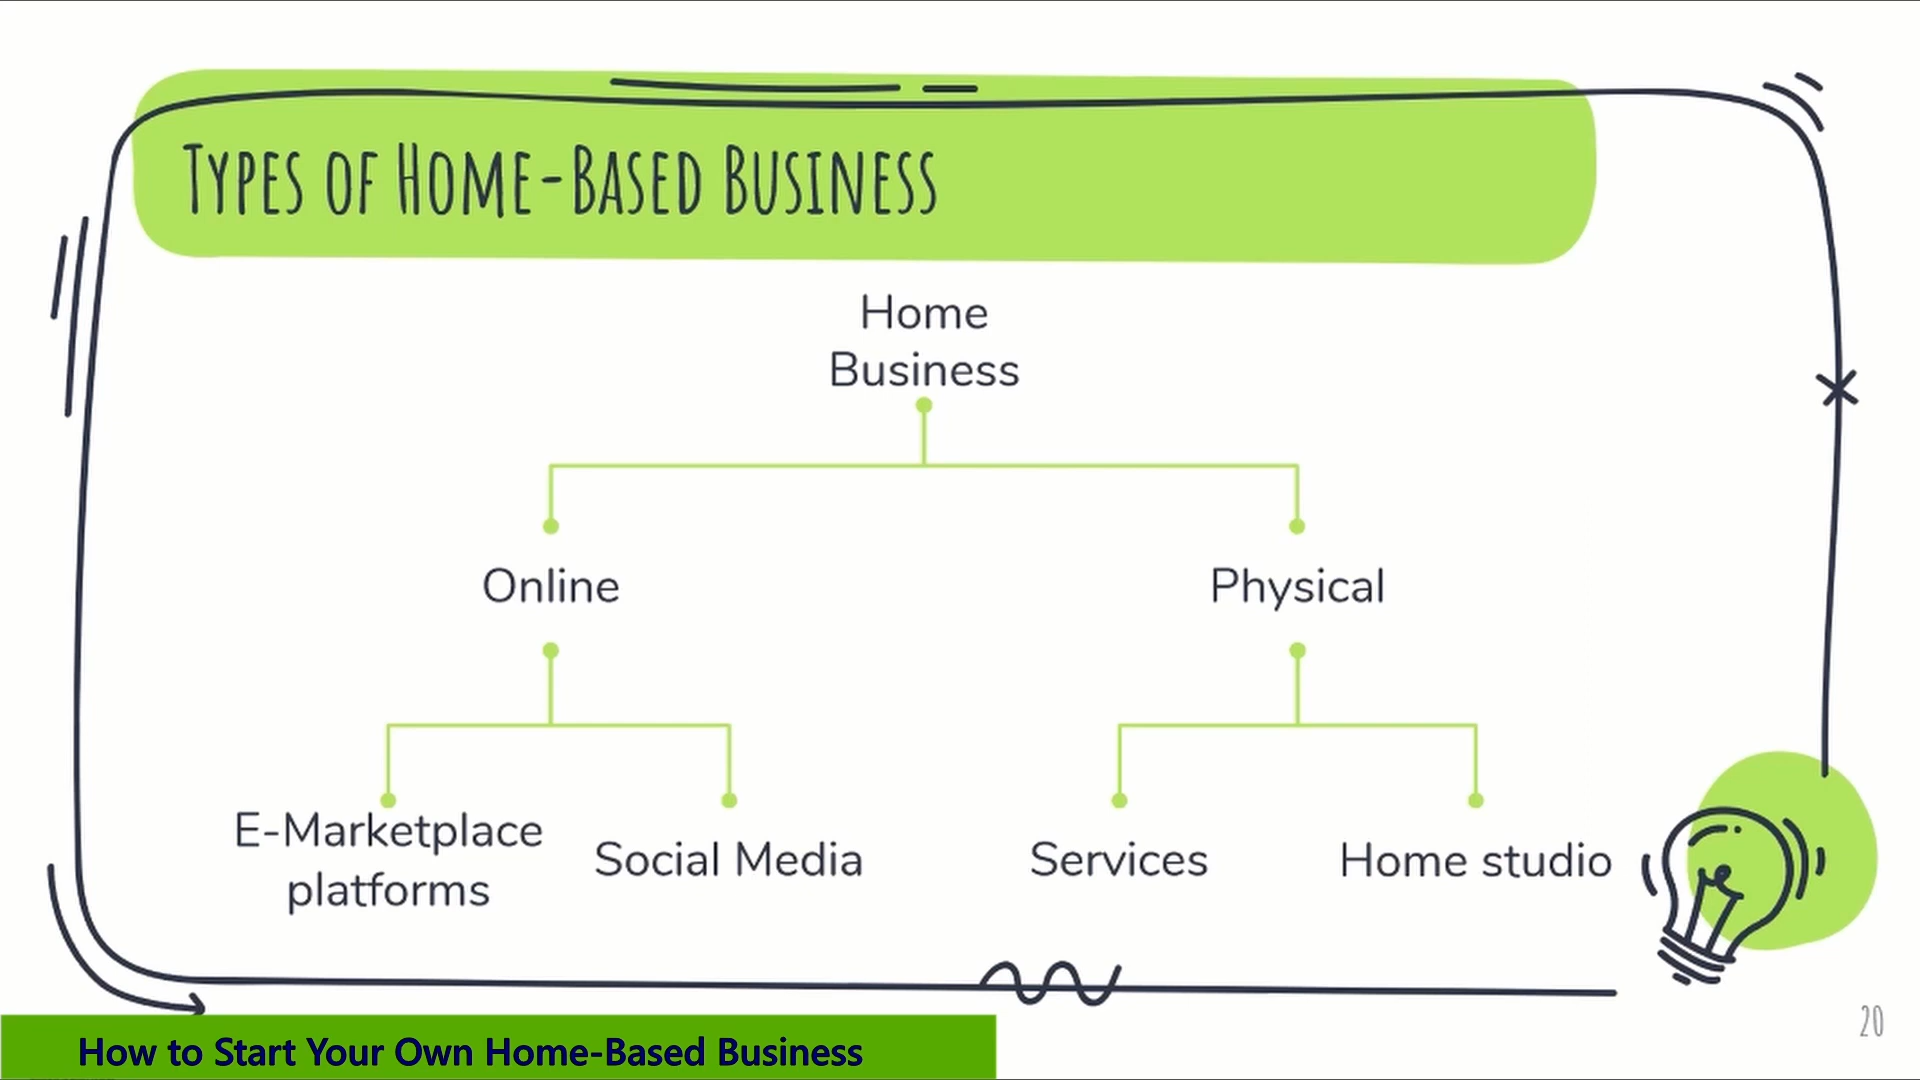 Types of Home-Based Business
Home
Business
Online
Physical
E-Marketplace
platforms
Social Media
Services
Home studio
20
How to Start Your Own Home-Based Business